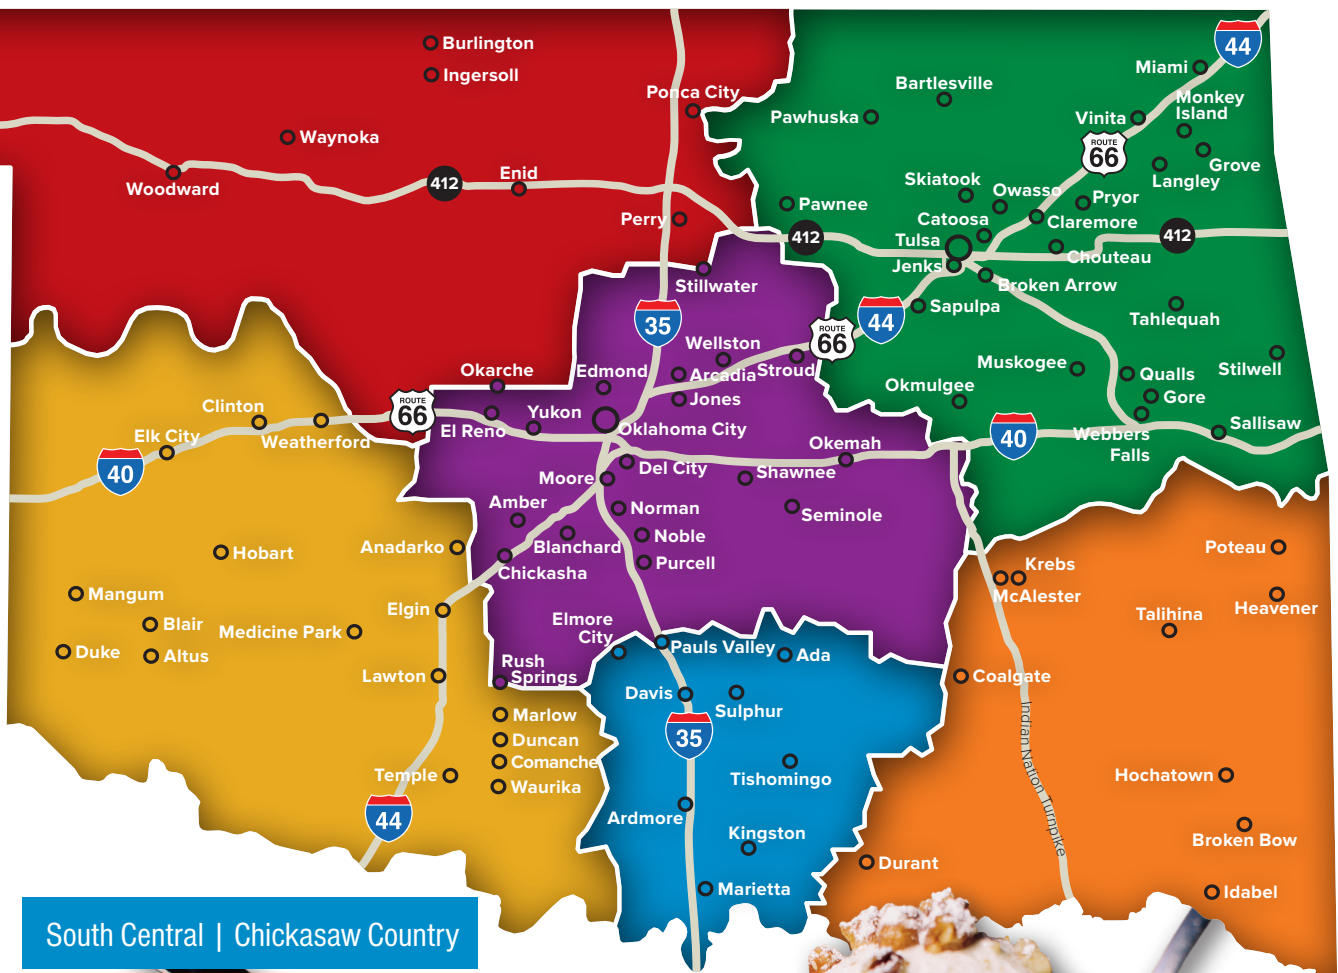 Burlington
Ingersoll
44
Miami
Ponca City
Bartlesville
Monkey
Island
Pawhuska
Vinita
Waynoka
ROUTE
66
Grove
Langley
Woodward
412
Enid
Skiatook
Owasso
Pryor
Pawnee
Perry
Catoosa
Claremore
412
Tulsa
412
Chouteau
Jenks
Stillwater
Broken Arrow
Sapulpa
Tahlequah
35
44
ROUTE
66
Wellston
Okarche
Edmond
Arcadia
Stroud
Muskogee
Qualls
Stilwell
Okmulgee
Gore
Jones
Clinton
ROUTE
66
Yukon
El Reno
Oklahoma City
Webbers
Falls
Sallisaw
Elk City
Weatherford
Okemah
40
40
Del City
Shawnee
Moore
Amber
Norman
Seminole
Noble
Blanchard
Anadarko
Hobart
Poteau
Purcell
Chickasha
Krebs
McAlester
Mangum
Elgin
Heavener
Talihina
Blair
Medicine Park
Elmore
City
Pauls Valley
Ada
Duke
Altus
Rush
Springs
Lawton
Coalgate
Davis
Sulphur
Marlow
Indian Nation Turnpike
35
Duncan
Comanche
Temple
Tishomingo
Hochatown
Waurika
44
Ardmore
Kingston
Broken Bow
Durant
Marietta
Idabel
South Central | Chickasaw Country